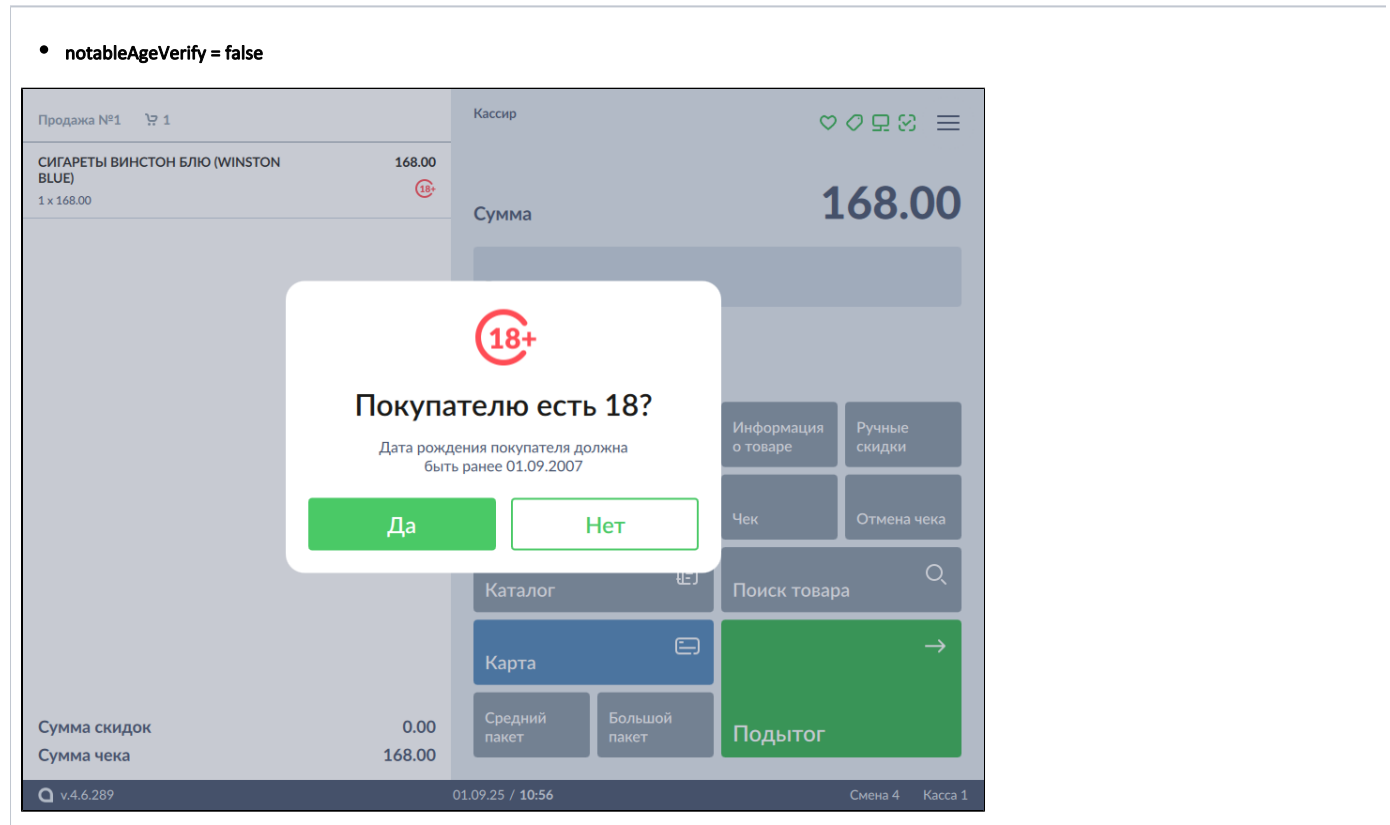 notableAgeVerify = false
Продажа №1 1
СИГАРЕТЫ ВИНСТОН БЛЮ (WINSTON 168.00
BLUE)
18+
1 x 168.00
Кассир
Сумма 168.00
18+
Покупателю есть 18?
Дата рождения покупателя должна
быть ранее 01.09.2007
Да Нет
Информация
о товаре
Ручные
скидки
Чек
Отмена чека
Каталог
Поиск товара
Карта
Средний
пакет
Большой
пакет
Подытог
Сумма скидок 0.00
Сумма чека 168.00
v.4.6.289 01.09.25 / 10:56 Смена 4 Касса 1